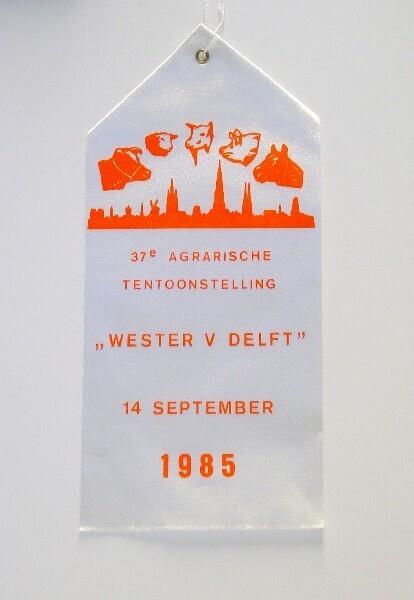 37e AGRARISCHE
TENTOONSTELLING
„WESTER V DELFT”
14 SEPTEMBER
1985